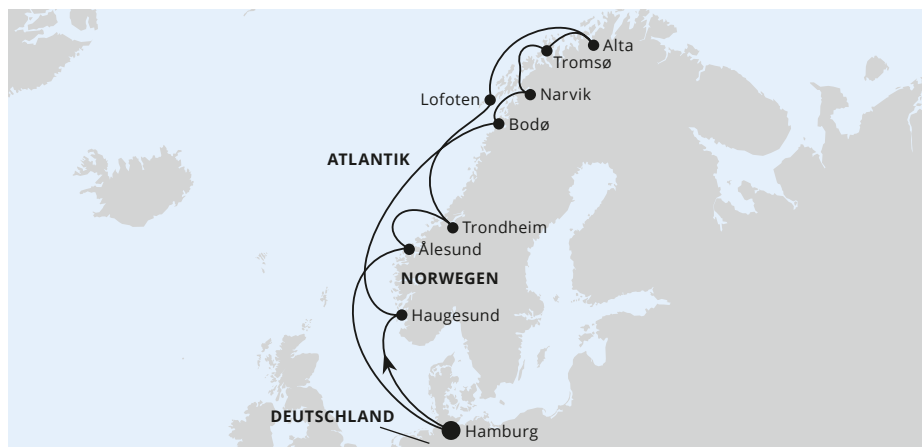 Alta
Tromsø
Lofoten
Narvik
Bodø
ATLANTIK
Trondheim
Ålesund
NORWEGEN
Haugesund
DEUTSCHLAND
Hamburg